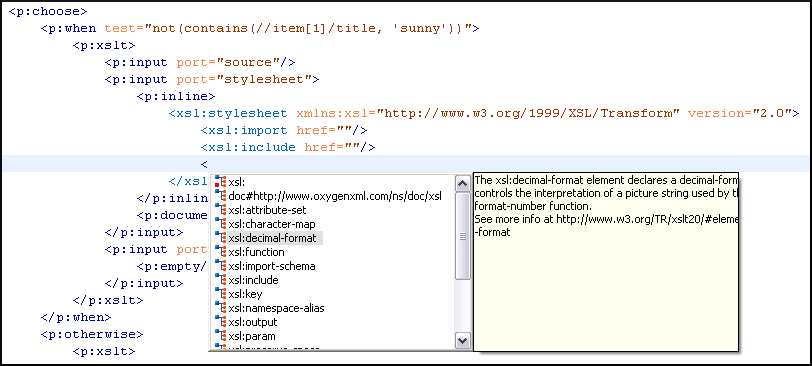 <p:choose>
<p:when test="not(contains(//item[1]/title, 'sunny'))">
<p:xslt>
<p:input port="source"/>
<p:input port="stylesheet">
<p:inline>
<xsl:stylesheet xmlns:xsl="http://www.w3.org/1999/XSL/Transform" version="2.0">
<xsl:import href=""/>
<xsl:include href=""/>
<
</xsl
</p:inlin
<p:docume
</p:input>
<p:input port
<p:empty/
</p:input>
</p:xslt>
</p:when>
<p:otherwise>
<p:xslt>
xsl:
doc#http://www.oxygenxml.com/ns/doc/xsl
xsl:attribute-set
xsl:character-map
xsl:decimal-format
xsl:function
xsl:import-schema
xsl:include
xsl:key
xsl:namespace-alias
xsl:output
xsl:param
The xsl:decimal-format element declares a decimal-form
controls the interpretation of a picture string used by th
format-number function.
See more info at http://www.w3.org/TR/xslt20/#eleme
-format